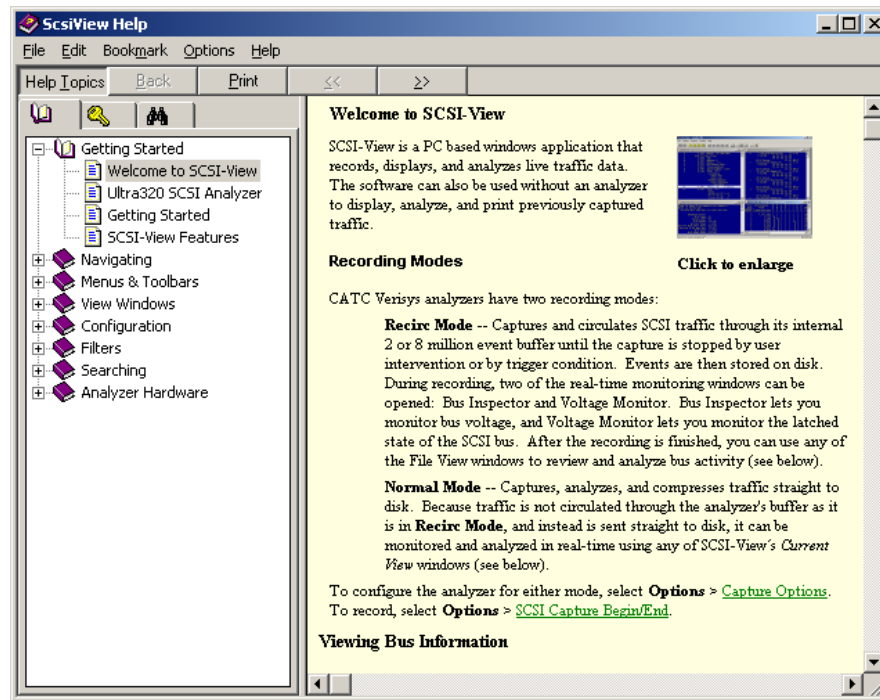 ScsiView Help
File Edit Bookmark Options Help
Help Topics Back Print << >>
Getting Started
Welcome to SCSI-View
Ultra320 SCSI Analyzer
Getting Started
SCSI-View Features
Navigating
Menus & Toolbars
View Windows
Configuration
Filters
Searching
Analyzer Hardware
Welcome to SCSI-View
SCSI-View is a PC based windows application that
records, displays, and analyzes live traffic data.
The software can also be used without an analyzer
to display, analyze, and print previously captured
traffic.
Click to enlarge
Recording Modes
CATC Verisys analyzers have two recording modes:
Recirc Mode -- Captures and circulates SCSI traffic through its internal
2 or 8 million event buffer until the capture is stopped by user
intervention or by trigger condition. Events are then stored on disk.
During recording, two of the real-time monitoring windows can be
opened: Bus Inspector and Voltage Monitor. Bus Inspector lets you
monitor bus voltage, and Voltage Monitor lets you monitor the latched
state of the SCSI bus. After the recording is finished, you can use any of
the File View windows to review and analyze bus activity (see below).
Normal Mode -- Captures, analyzes, and compresses traffic straight to
disk. Because traffic is not circulated through the analyzer's buffer as it
is in Recirc Mode, and instead is sent straight to disk, it can be
monitored and analyzed in real-time using any of SCSI-View's Current
View windows (see below).
To configure the analyzer for either mode, select Options > Capture Options.
To record, select Options > SCSI Capture Begin/End.
Viewing Bus Information